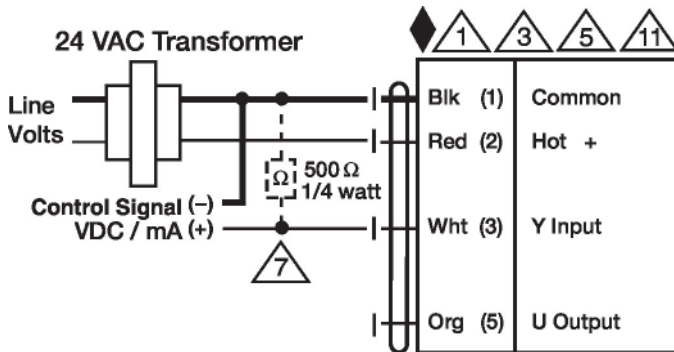 24 VAC Transformer
1 3 5 11
Line
Volts
Blk (1) Common
Red (2) Hot +
Ω 500 Ω
1/4 watt
Control Signal (–)
VDC / mA (+)
Wht (3) Y Input
7
Org (5) U Output